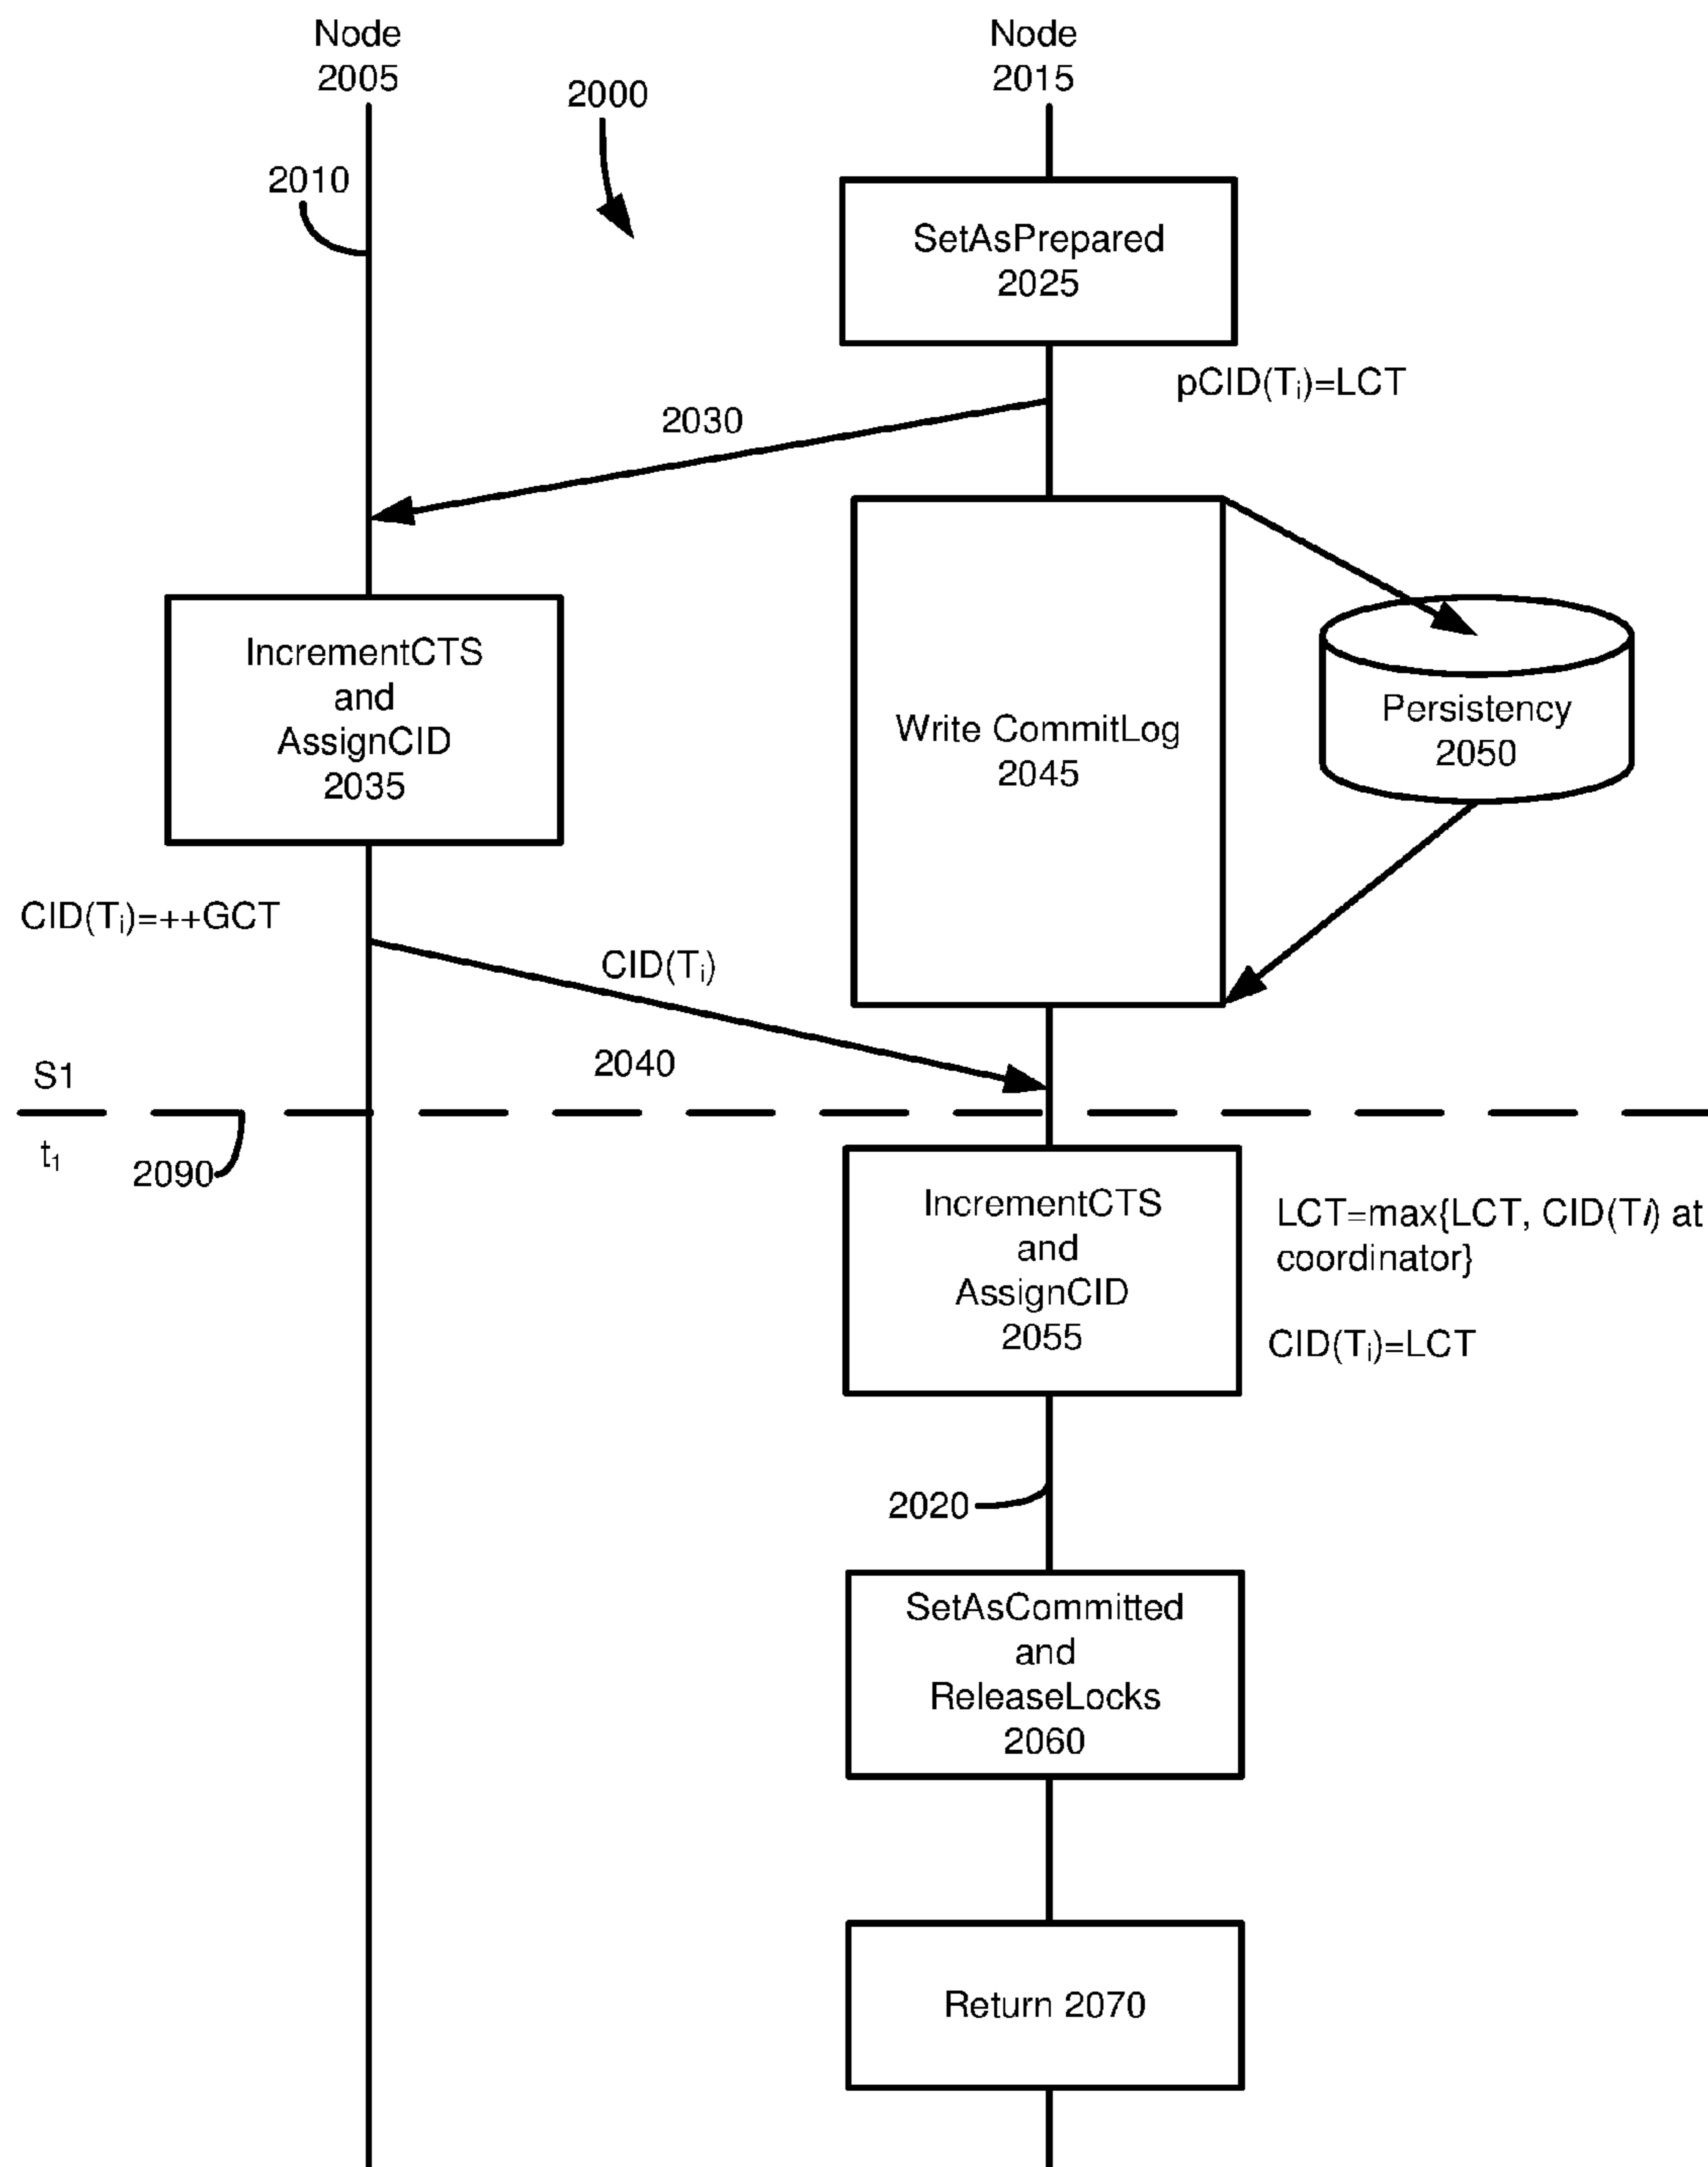 Node
2005
Node
2015
2000
2010
SetAsPrepared
2025
pCID(Tᵢ)=LCT
2030
IncrementCTS
and
AssignCID
2035
Write CommitLog
2045
Persistency
2050
CID(Tᵢ)=++GCT
CID(Tᵢ)
2040
S1
t₁
2090
IncrementCTS
and
AssignCID
2055
LCT=max{LCT, CID(Ti) at
coordinator}
CID(Tᵢ)=LCT
2020
SetAsCommitted
and
ReleaseLocks
2060
Return 2070